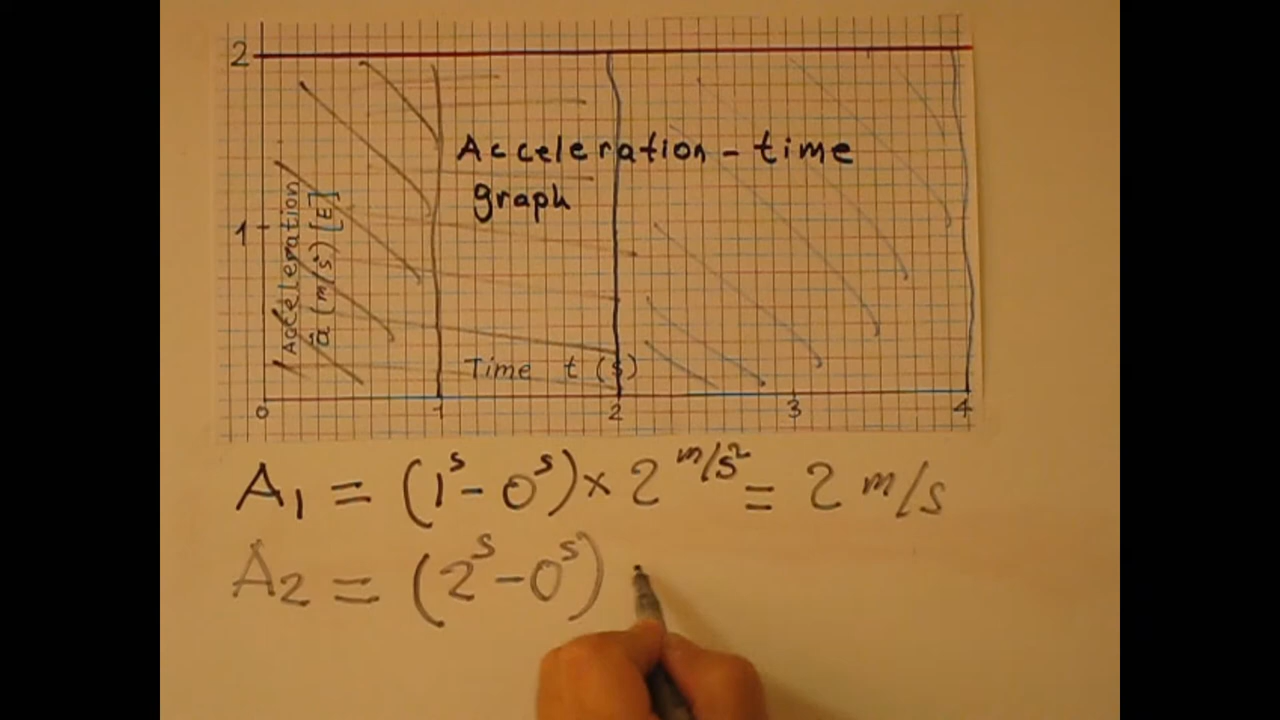 2
Acceleration - time
graph
1
Acceleration
a⃗ (m/s²) [E]
Time t (s)
0 1 2 3 4
A₁ = (1ˢ - 0ˢ) × 2 m/s² = 2 m/s
A₂ = (2ˢ - 0ˢ)